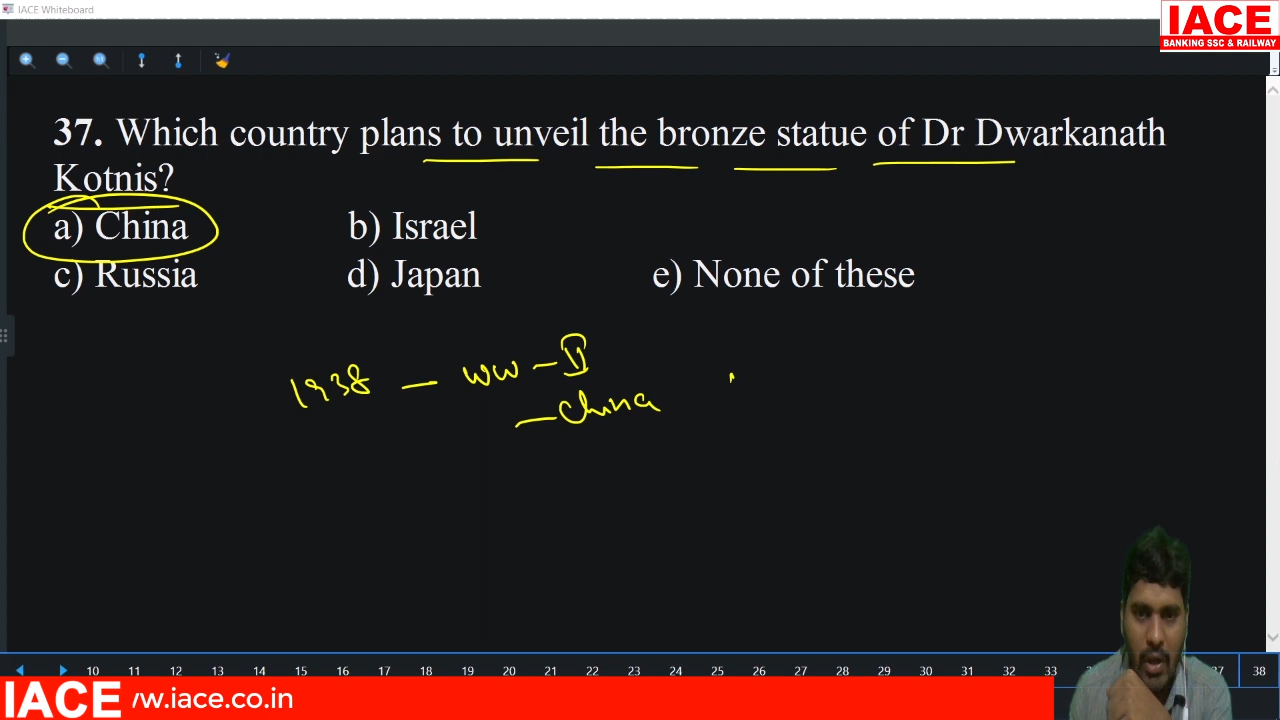 IACE Whiteboard
IACE
BANKING SSC & RAILWAY
37. Which country plans to unveil the bronze statue of Dr Dwarkanath
Kotnis?
a) China b) Israel
c) Russia d) Japan e) None of these
1938 — WW - II
— China
10 11 12 13 14 15 16 17 18 19 20 21 22 23 24 25 26 27 28 29 30 31 32 33 37 38
IACE /w.iace.co.in